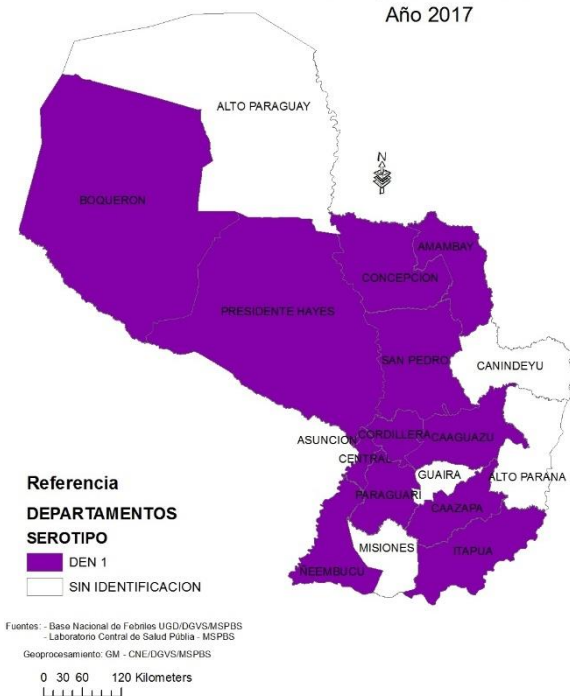 Año 2017
ALTO PARAGUAY
N
BOQUERON
AMAMBAY
CONCEPCION
PRESIDENTE HAYES
SAN PEDRO
CANINDEYU
ASUNCION
CORDILLERA
CAAGUAZU
CENTRAL
GUAIRA
ALTO PARANA
PARAGUARI
CAAZAPA
MISIONES
ITAPUA
ÑEEMBUCU
Referencia
DEPARTAMENTOS
SEROTIPO
DEN 1
SIN IDENTIFICACION
Fuentes: - Base Nacional de Febriles UGD/DGVS/MSPBS
- Laboratorio Central de Salud Públia - MSPBS
Geoprocesamiento: GM - CNE/DGVS/MSPBS
0 30 60 120 Kilometers